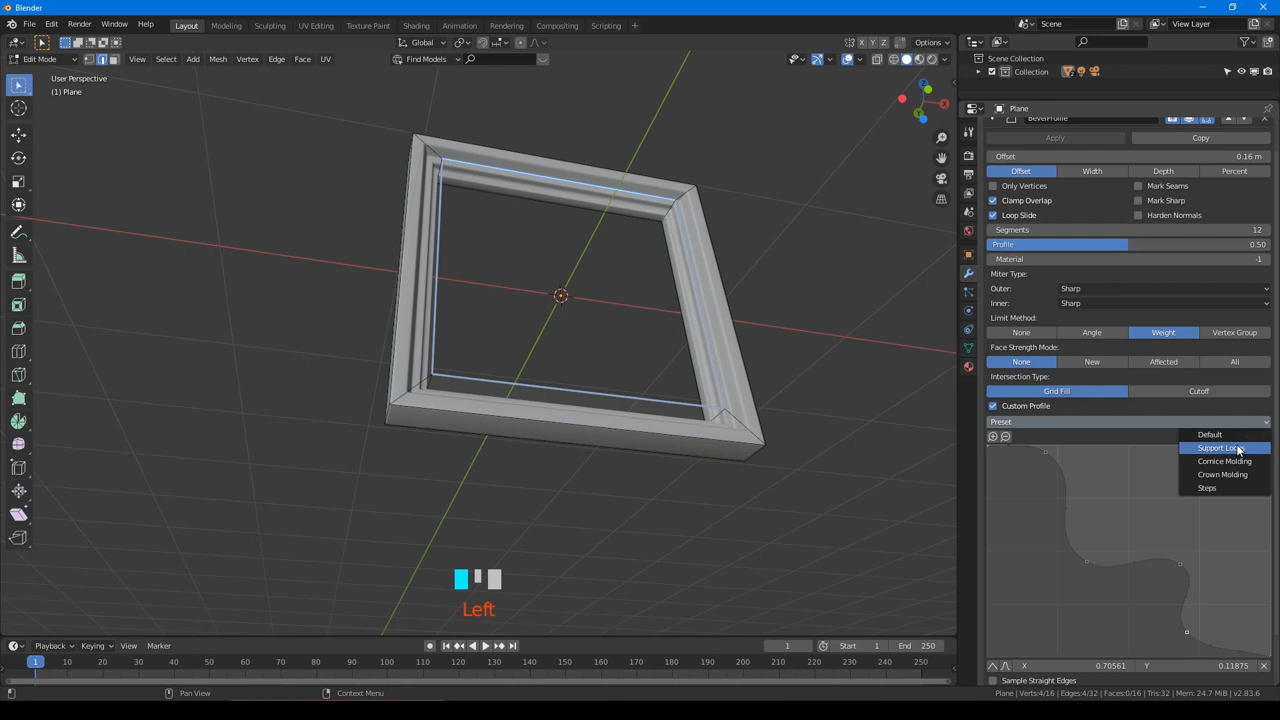 Blender
File Edit Render Window Help Layout Modeling Sculpting UV Editing Texture Paint Shading Animation Rendering Compositing Scripting + Scene View Layer
Global Options
Edit Mode View Select Add Mesh Vertex Edge Face UV Find Models
User Perspective
(1) Plane
Scene Collection
Collection
Plane
BevelProfile
Apply Copy
Offset 0.16 m
Offset Width Depth Percent
Only Vertices Mark Seams
Clamp Overlap Mark Sharp
Loop Slide Harden Normals
Segments 12
Profile 0.50
Material -1
Miter Type:
Outer: Sharp
Inner: Sharp
Limit Method:
None Angle Weight Vertex Group
Face Strength Mode:
None New Affected All
Intersection Type:
Grid Fill Cutoff
Custom Profile
Preset
Default
Support Loops
Cornice Molding
Crown Molding
Steps
X 0.70561 Y 0.11875
Sample Straight Edges
X Y Z
Left
Playback Keying View Marker 1 Start 1 End 250
1 10 20 30 40 50 60 70 80 90 100 110 120 130 140 150 160 170 180 190 200 210 220 230 240 250
Pan View Context Menu
Plane | Verts:4/16 | Edges:4/32 | Faces:0/16 | Tris:32 | Mem: 24.7 MiB | v2.83.6